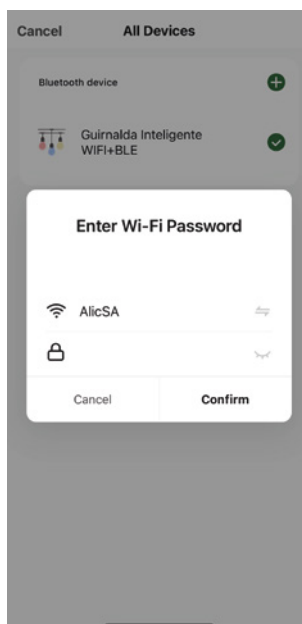 Cancel All Devices
Bluetooth device
Guirnalda Inteligente
WIFI+BLE
Enter Wi-Fi Password
AlicSA
Cancel Confirm